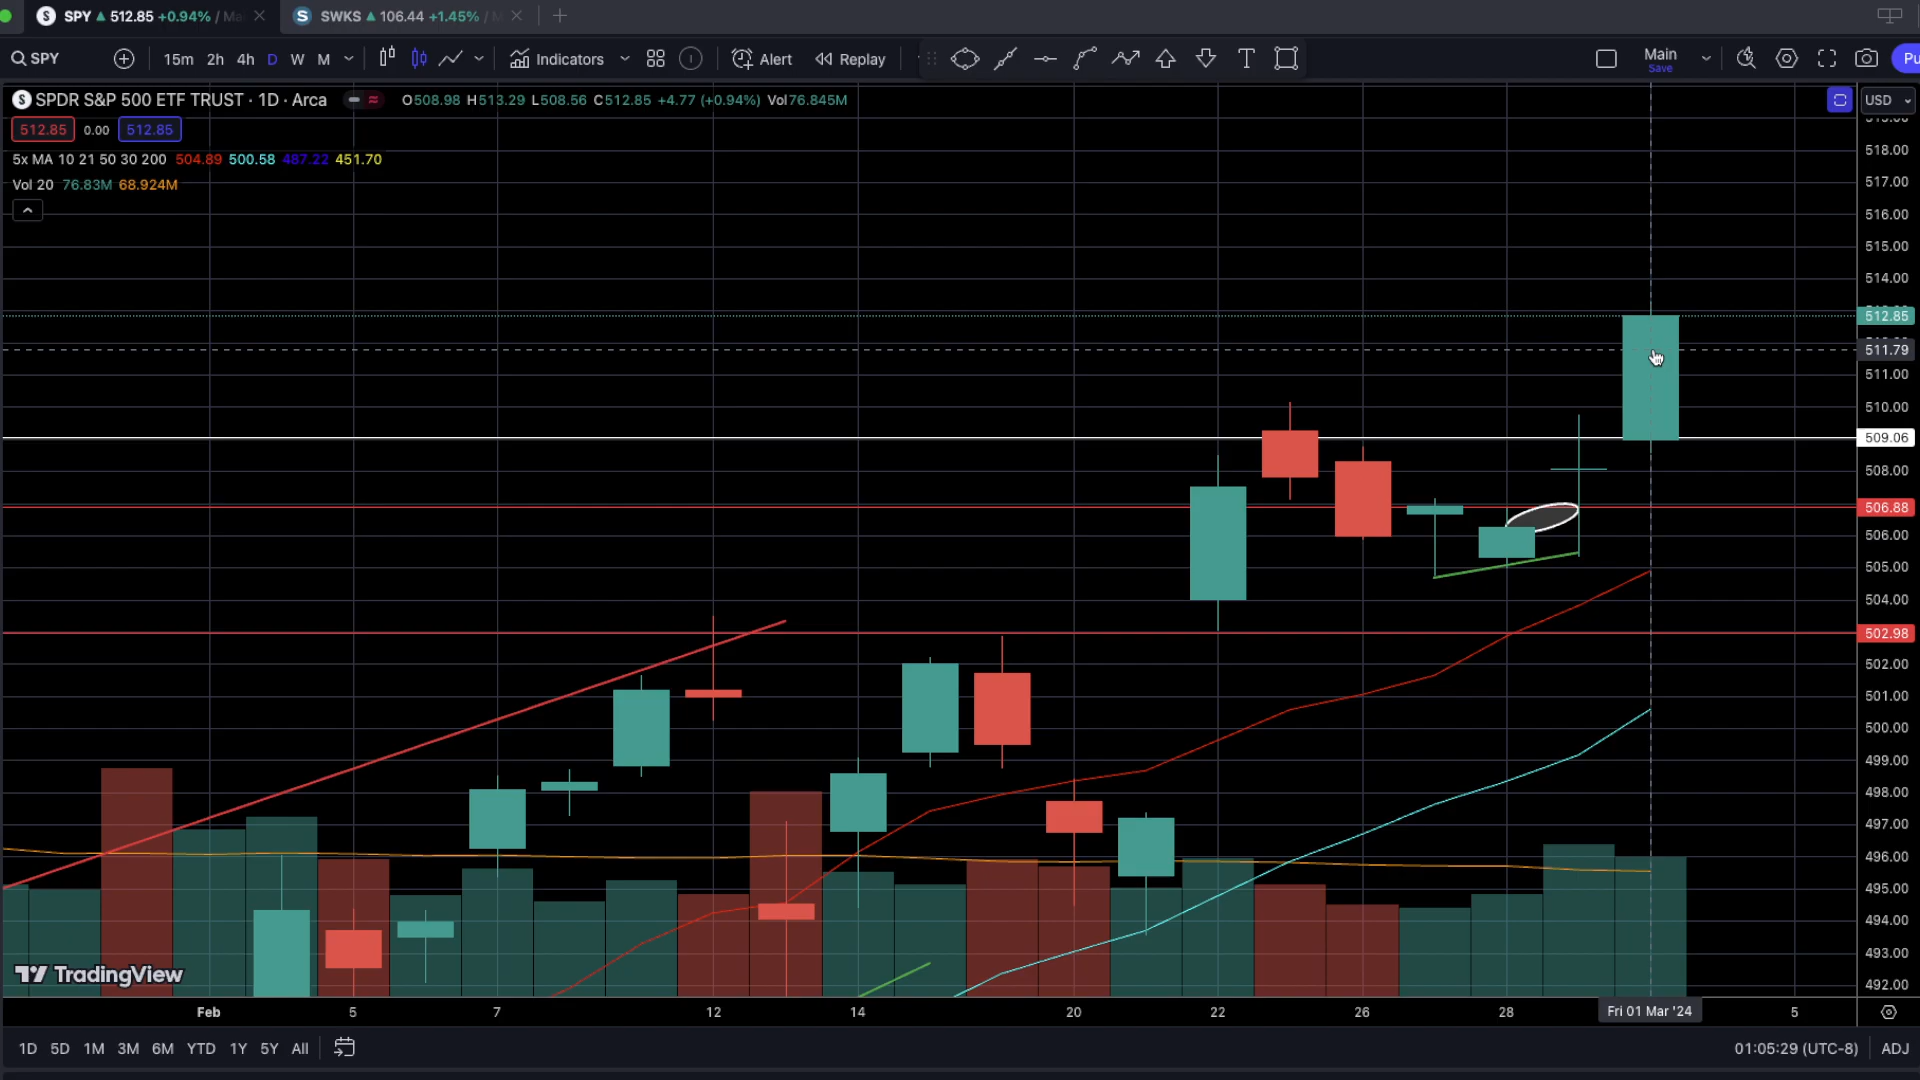 SPY 512.85 +0.94% / Ma
SWKS 106.44 +1.45% / M
SPY 15m 2h 4h D W M Indicators Alert Replay Main Save Pu
SPDR S&P 500 ETF TRUST · 1D · Arca O508.98 H513.29 L508.56 C512.85 +4.77 (+0.94%) Vol76.845M USD
512.85 0.00 512.85
5x MA 10 21 50 30 200 504.89 500.58 487.22 451.70
Vol 20 76.83M 68.924M
518.00
517.00
516.00
515.00
514.00
512.85
511.79
511.00
510.00
509.06
508.00
506.88
506.00
505.00
504.00
502.98
502.00
501.00
500.00
499.00
498.00
497.00
496.00
495.00
494.00
493.00
492.00
TradingView
Feb 5 7 12 14 20 22 26 28 Fri 01 Mar '24 5
1D 5D 1M 3M 6M YTD 1Y 5Y All 01:05:29 (UTC-8) ADJ